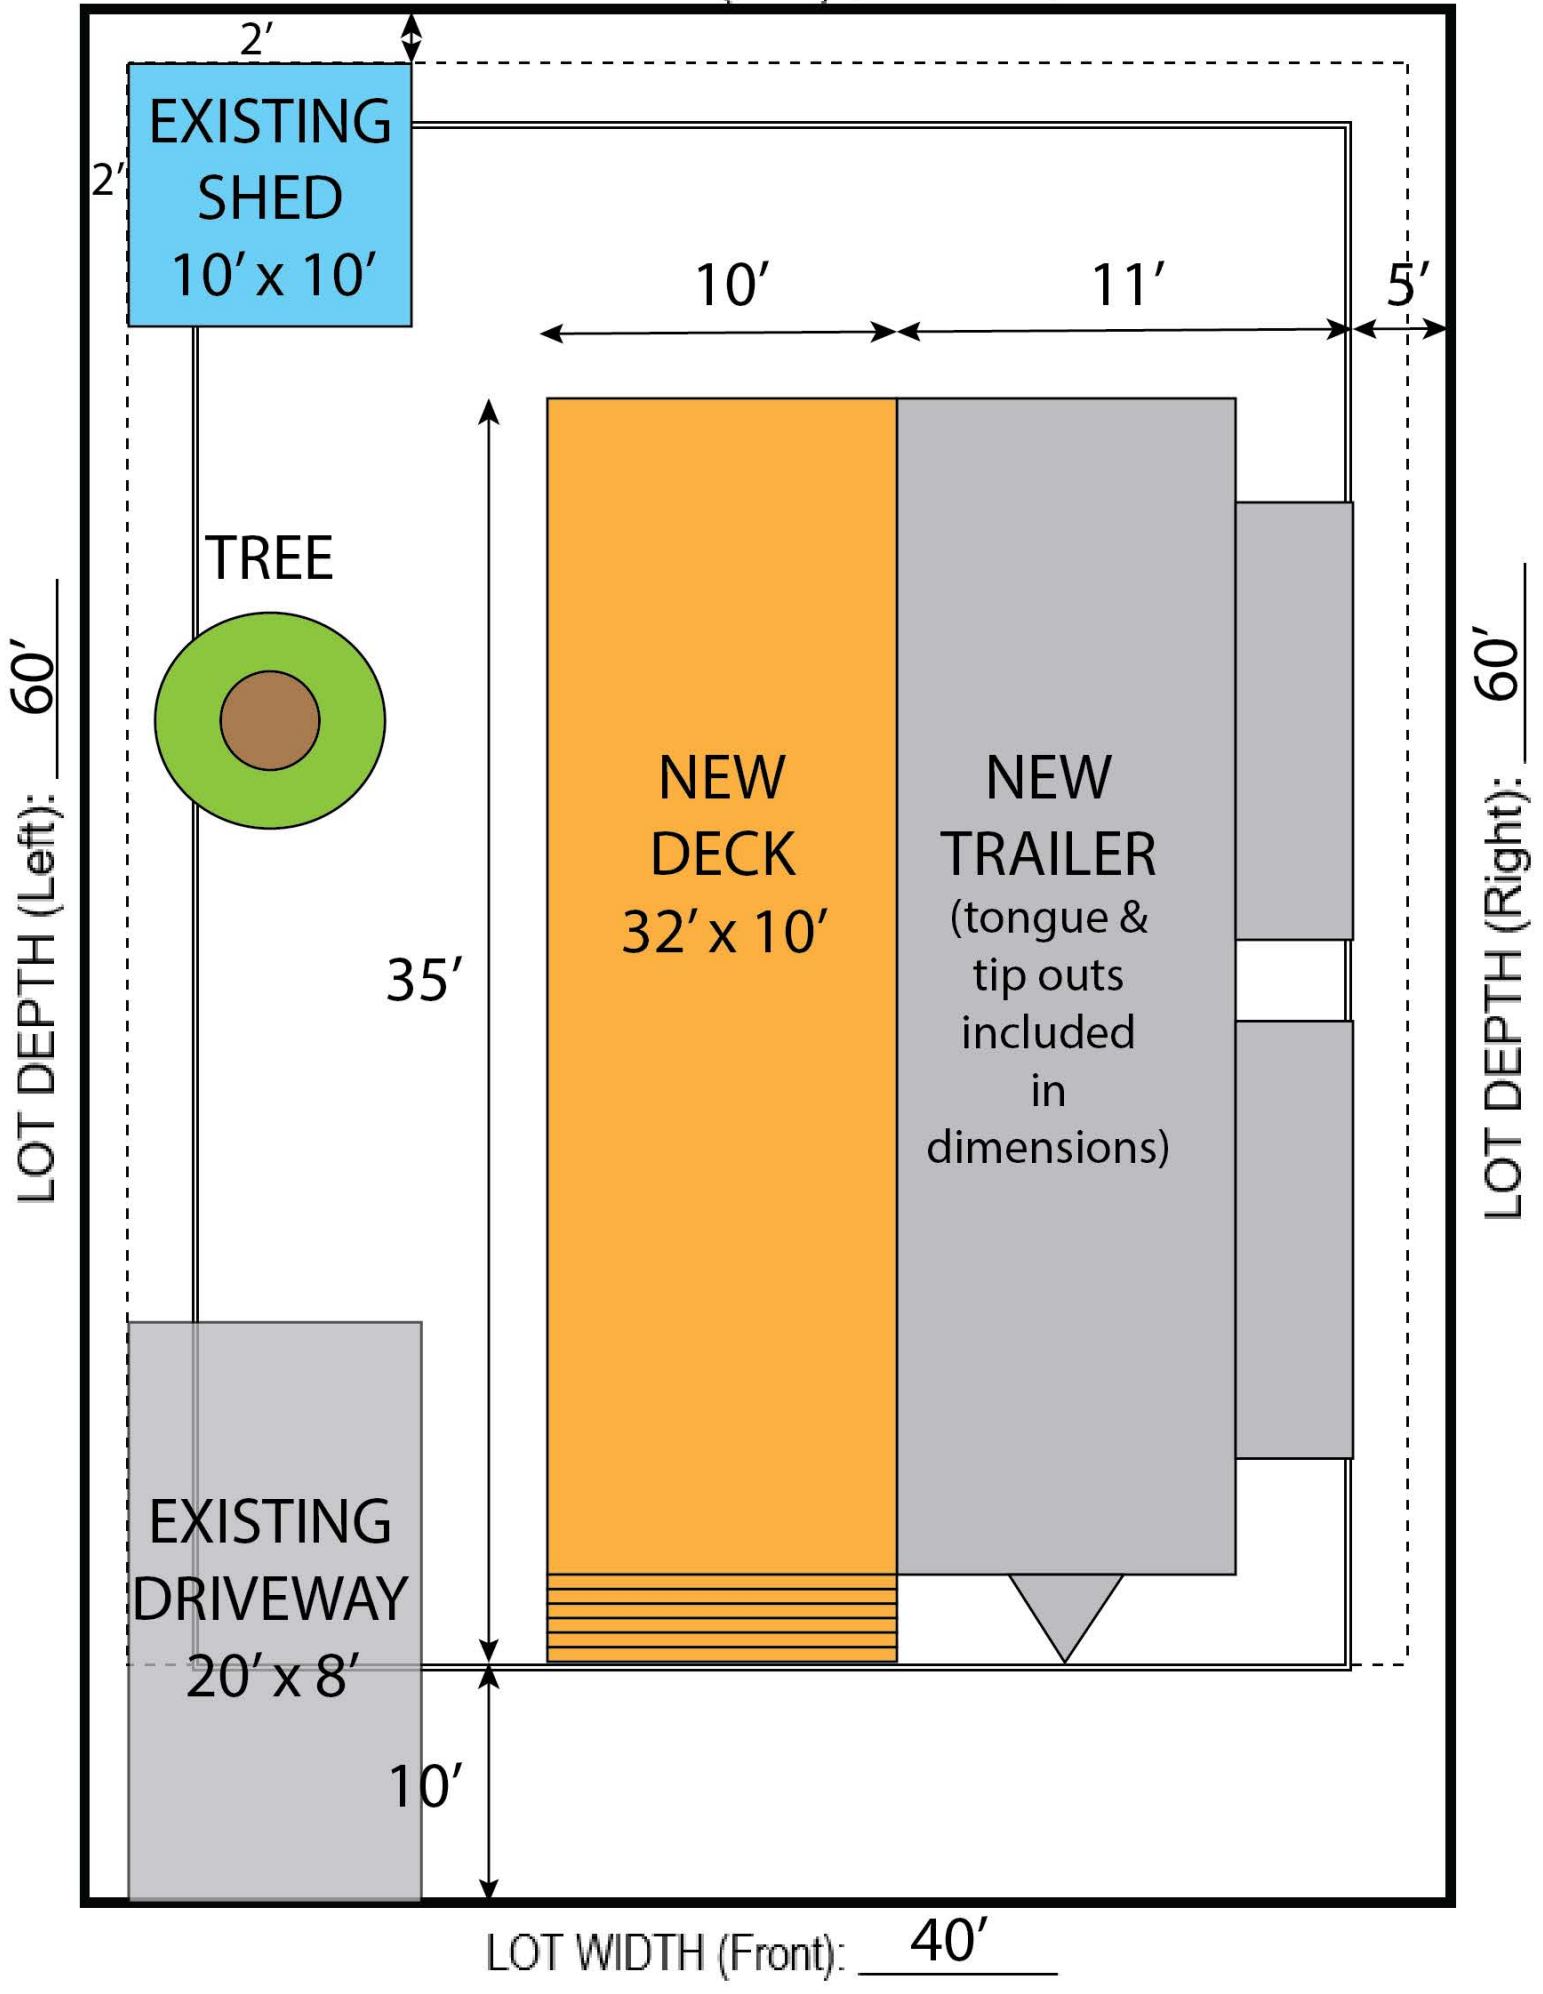 2’
EXISTING
SHED
10’ x 10’
2’
10’
11’
5’
TREE
LOT DEPTH (Left): 60’
35’
NEW
DECK
32’ x 10’
NEW
TRAILER
(tongue &
tip outs
included
in
dimensions)
LOT DEPTH (Right): 60’
EXISTING
DRIVEWAY
20’ x 8’
10’
LOT WIDTH (Front): 40’